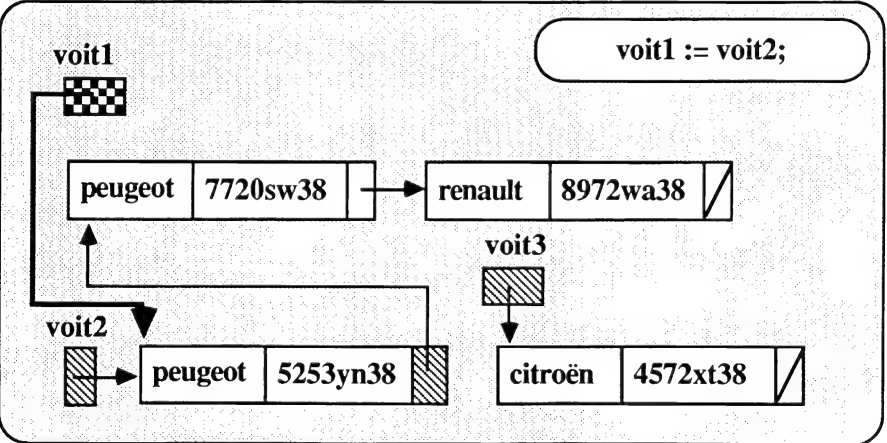 voit1
voit1 := voit2;
peugeot 7720sw38
renault 8972wa38
voit3
voit2
peugeot 5253yn38
citroën 4572xt38